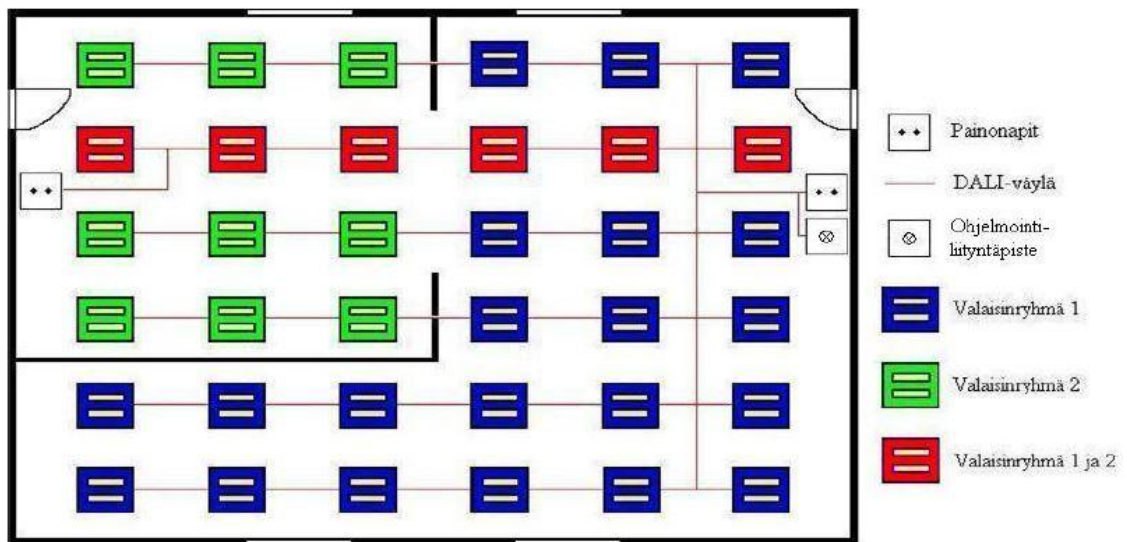 Painonapit
DALI-väylä
Ohjelmointi-
liityntäpiste
Valaisinryhmä 1
Valaisinryhmä 2
Valaisinryhmä 1 ja 2